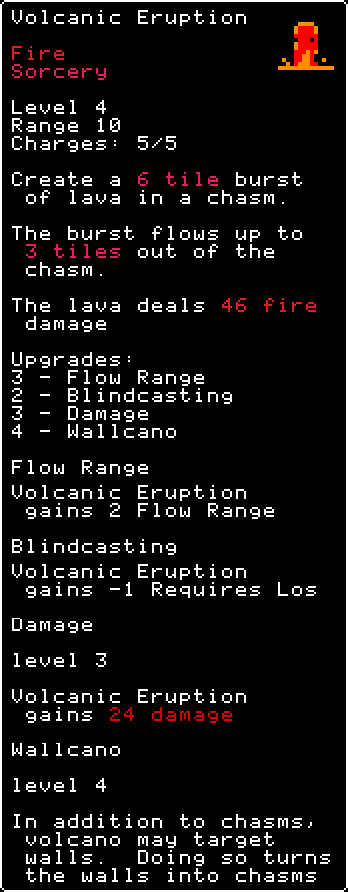 Volcanic Eruption
Fire
Sorcery
Level 4
Range 10
Charges: 5/5
Create a 6 tile burst
of lava in a chasm.
The burst flows up to
3 tiles out of the
chasm.
The lava deals 46 fire
damage
Upgrades:
3 - Flow Range
2 - Blindcasting
3 - Damage
4 - Wallcano
Flow Range
Volcanic Eruption
gains 2 Flow Range
Blindcasting
Volcanic Eruption
gains -1 Requires Los
Damage
level 3
Volcanic Eruption
gains 24 damage
Wallcano
level 4
In addition to chasms,
volcano may target
walls.  Doing so turns
the walls into chasms